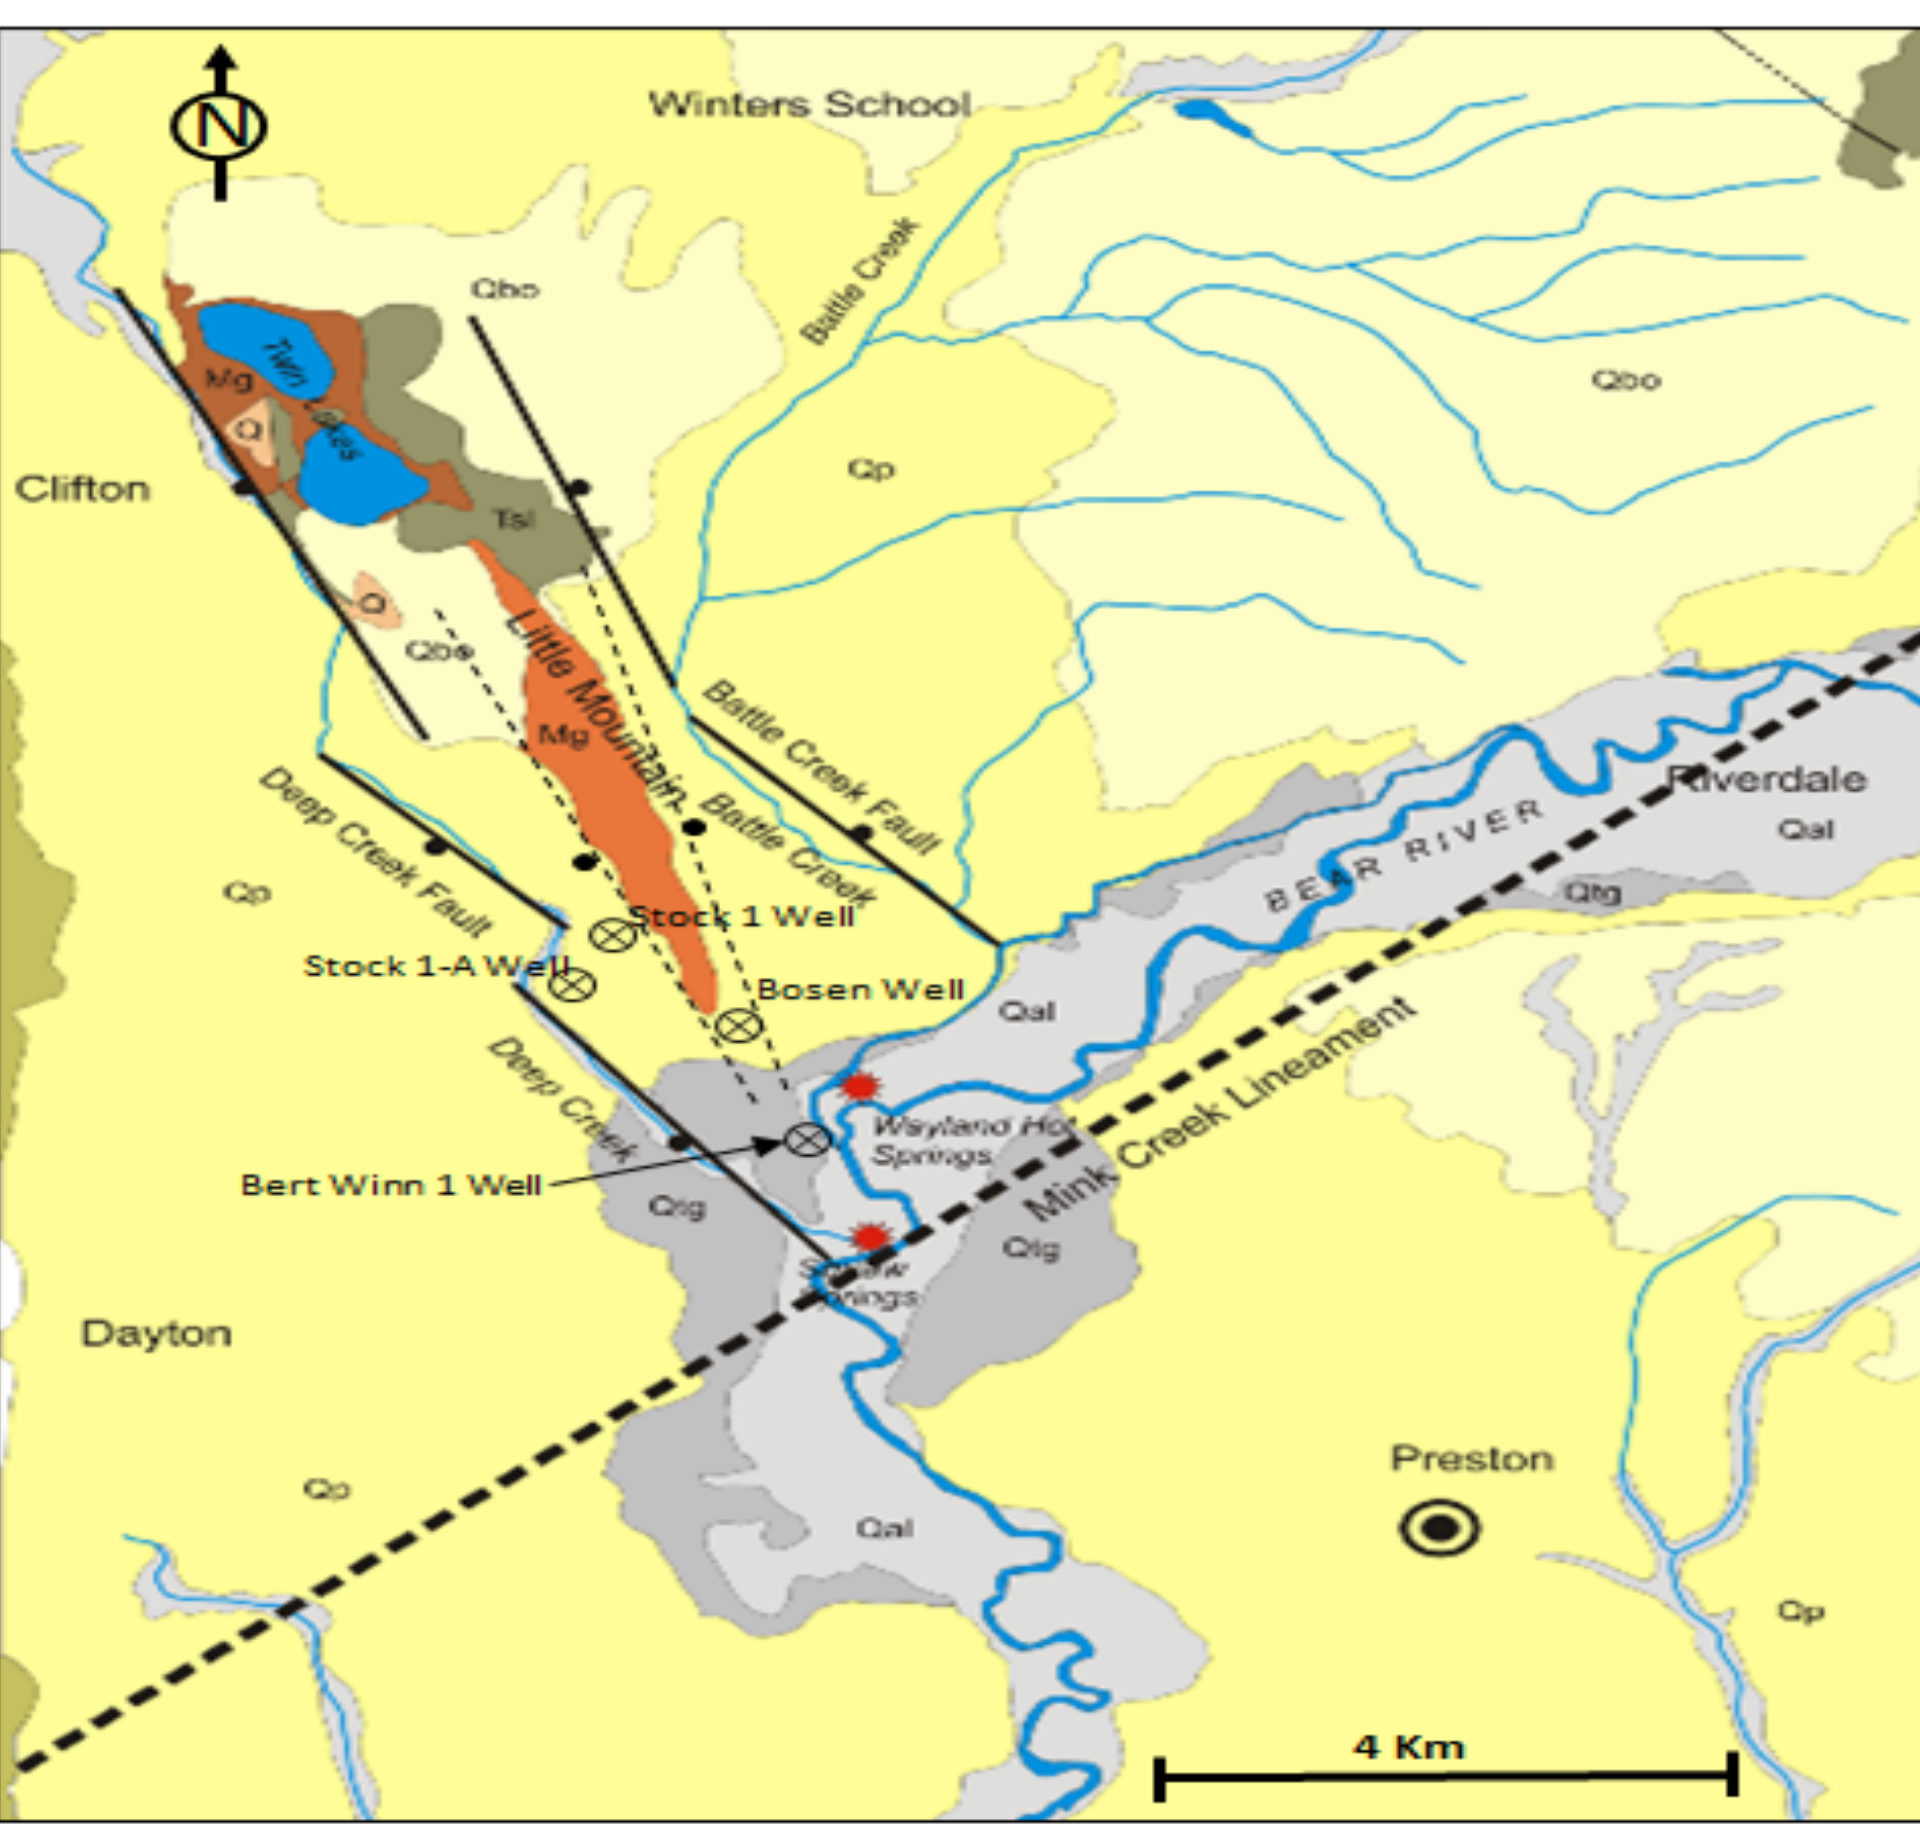 N
Winters School
Battle Creek
Qbo
Twin
Lakes
Mg
Q
Qbo
Clifton
Qp
Tsl
Q
Little Mountain
Qbo
Mg
Battle Creek Fault
Riverdale
Qal
Deep Creek Fault
Battle Creek
BEAR RIVER
Qtg
Qp
Stock 1 Well
Stock 1-A Well
Bosen Well
Qal
Mink Creek Lineament
Deep Creek
Wayland Hot
Springs
Bert Winn 1 Well
Qtg
Qtg
Springs
Dayton
Preston
Qp
Qal
Qp
4 Km